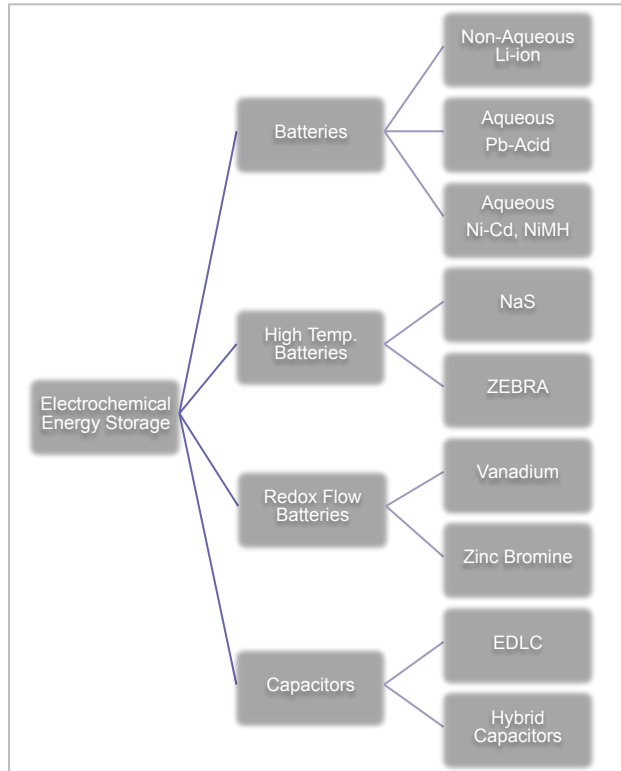 Non-Aqueous
Li-ion
Batteries
Aqueous
Pb-Acid
Aqueous
Ni-Cd, NiMH
NaS
High Temp.
Batteries
ZEBRA
Electrochemical
Energy Storage
Vanadium
Redox Flow
Batteries
Zinc Bromine
EDLC
Capacitors
Hybrid
Capacitors